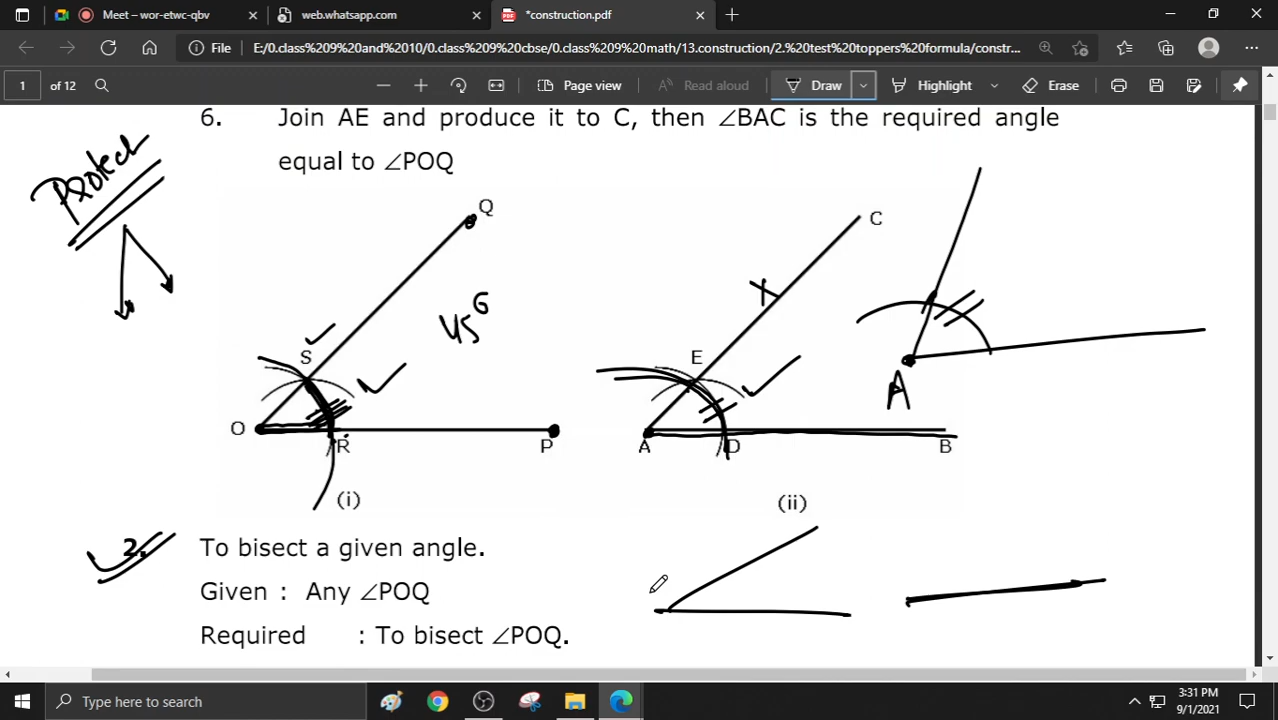 Meet – wor-etwc-qbv
web.whatsapp.com
*construction.pdf
File
E:/0.class%209%20and%2010/0.class%209%20cbse/0.class%209%20math/13.construction/2.%20test%20toppers%20formula/constr...
1 of 12
Page view
Read aloud
Draw
Highlight
Erase
6. Join AE and produce it to C, then ∠BAC is the required angle
equal to ∠POQ
Q
C
S
E
45°
A
O
R
P
A
D
B
(i)
(ii)
2. To bisect a given angle.
Given : Any ∠POQ
Required : To bisect ∠POQ.
Type here to search
3:31 PM
9/1/2021